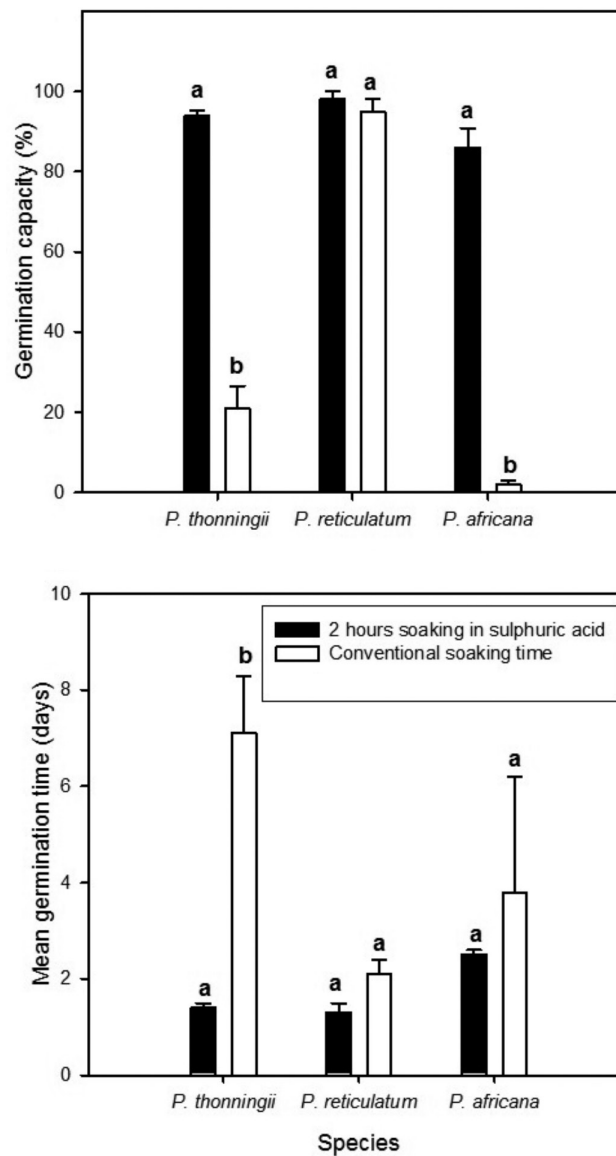 Germination capacity (%)
100
80
60
40
20
0
a
b
a
a
a
b
P. thonningii P. reticulatum P. africana
Mean germination time (days)
10
8
6
4
2
0
2 hours soaking in sulphuric acid
Conventional soaking time
a
b
a
a
a
a
P. thonningii P. reticulatum P. africana
Species